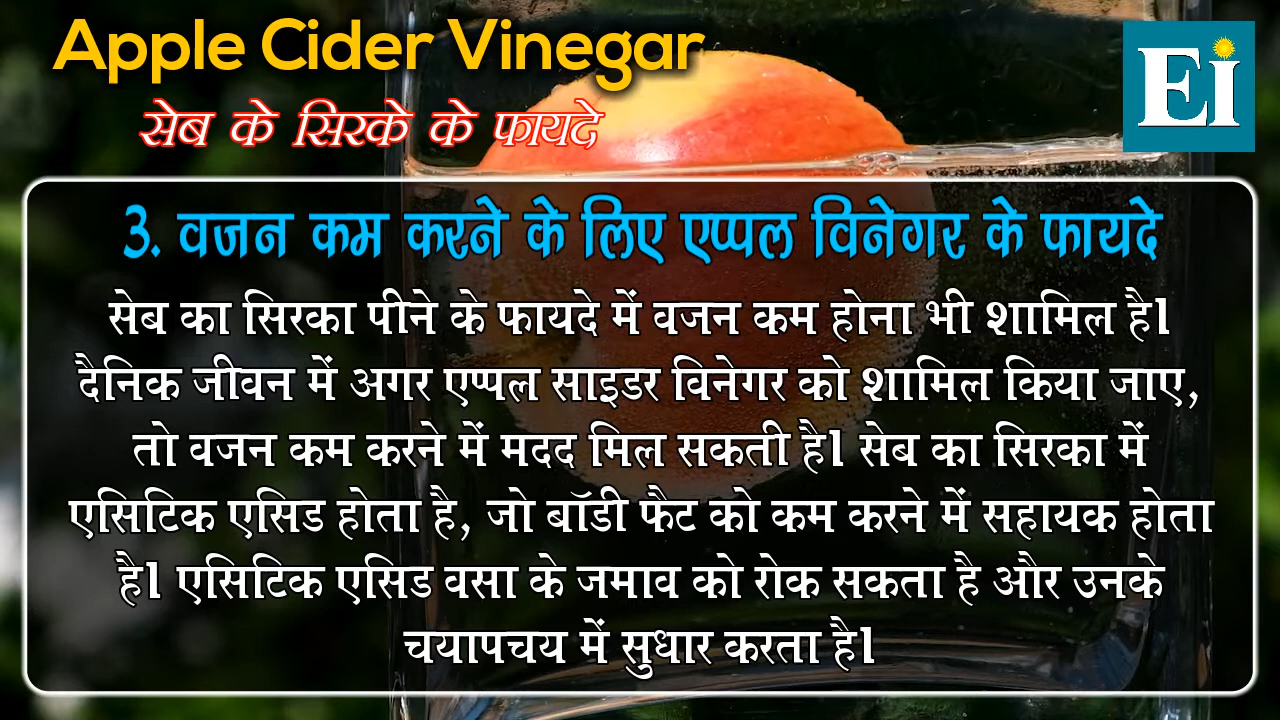 Apple Cider Vinegar
Ei
सेब के सिरके के फायदे
3. वजन कम करने के लिए एप्पल विनेगर के फायदे
सेब का सिरका पीने के फायदे में वजन कम होना भी शामिल है।
दैनिक जीवन में अगर एप्पल साइडर विनेगर को शामिल किया जाए,
तो वजन कम करने में मदद मिल सकती है। सेब का सिरका में
एसिटिक एसिड होता है, जो बॉडी फैट को कम करने में सहायक होता
है। एसिटिक एसिड वसा के जमाव को रोक सकता है और उनके
चयापचय में सुधार करता है।